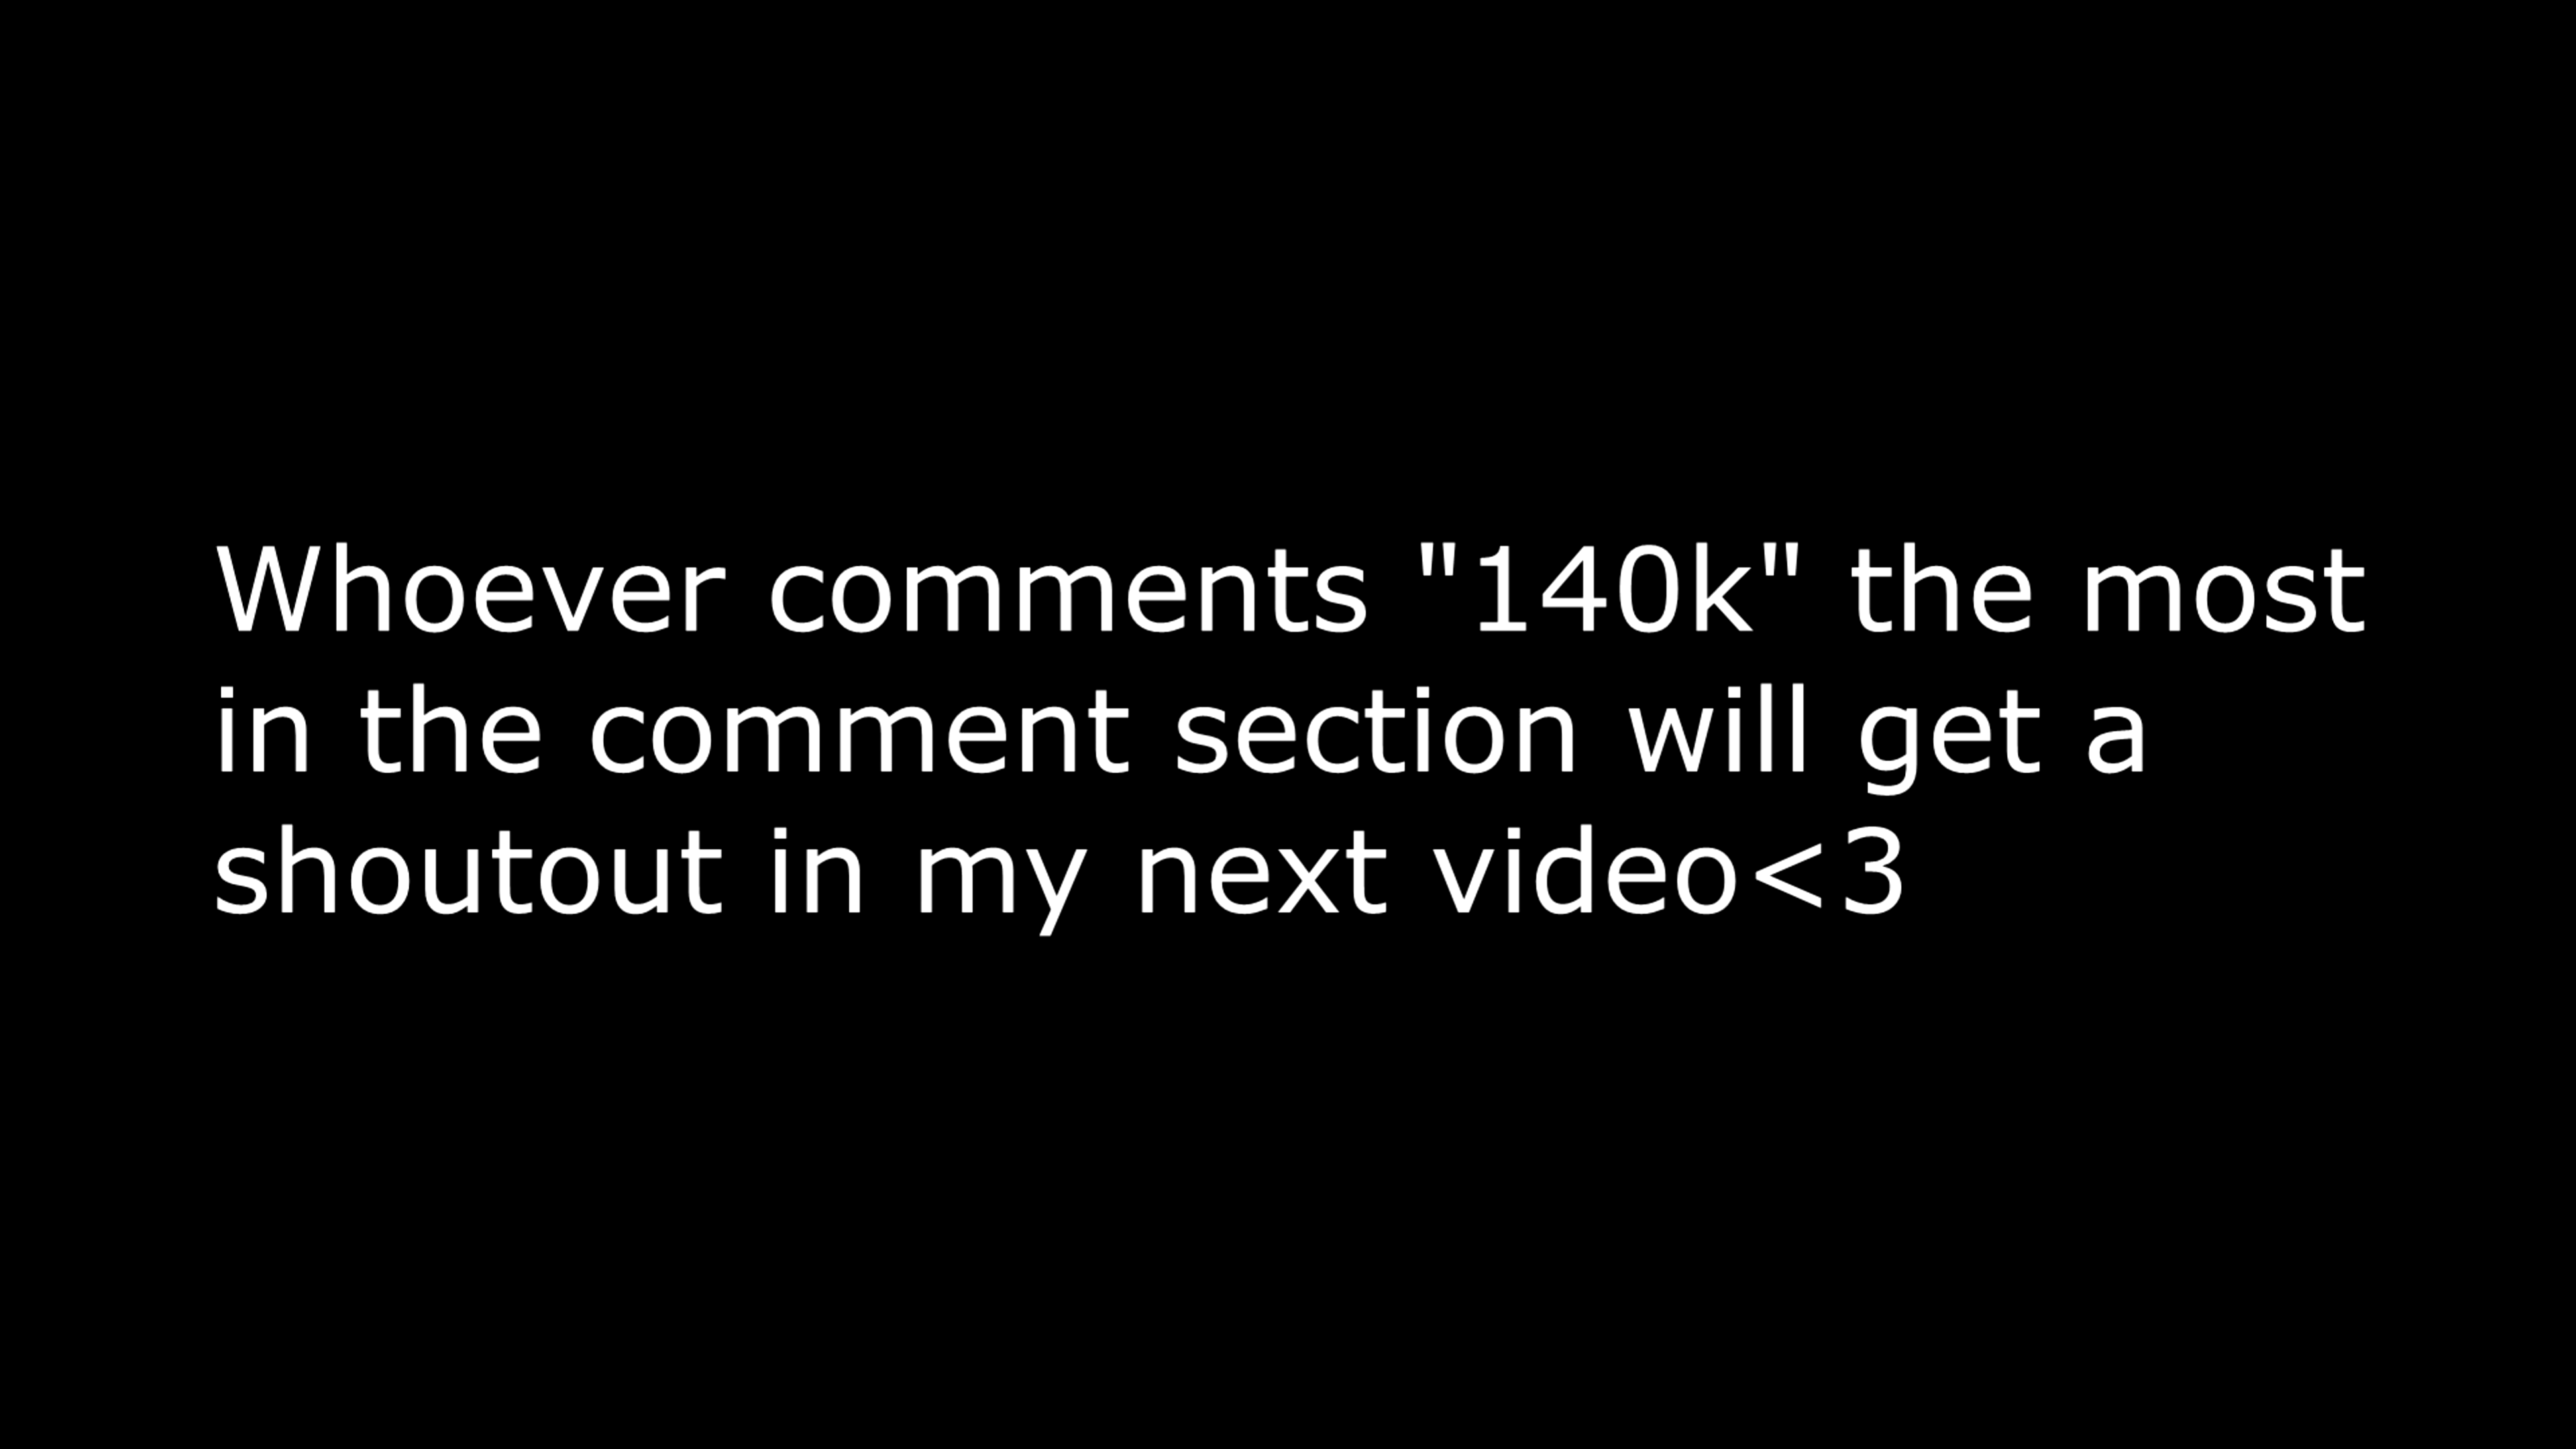 Whoever comments "140k" the most
in the comment section will get a
shoutout in my next video<3